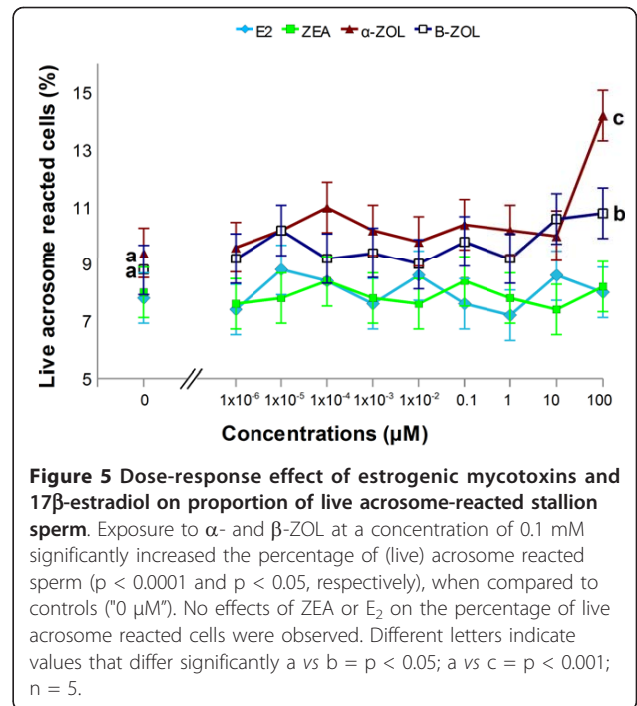 E2 ZEA α-ZOL B-ZOL
Live acrosome reacted cells (%)
15
13
11
9
7
5
a
a
c
b
0 1x10⁻⁶ 1x10⁻⁵ 1x10⁻⁴ 1x10⁻³ 1x10⁻² 0.1 1 10 100
Concentrations (µM)
Figure 5 Dose-response effect of estrogenic mycotoxins and
17β-estradiol on proportion of live acrosome-reacted stallion
sperm. Exposure to α- and β-ZOL at a concentration of 0.1 mM
significantly increased the percentage of (live) acrosome reacted
sperm (p < 0.0001 and p < 0.05, respectively), when compared to
controls ("0 µM"). No effects of ZEA or E₂ on the percentage of live
acrosome reacted cells were observed. Different letters indicate
values that differ significantly a vs b = p < 0.05; a vs c = p < 0.001;
n = 5.